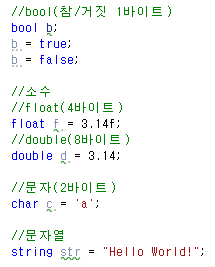 //bool(참/거짓 1바이트)
bool b;
b = true;
b = false;
//소수
//float(4바이트)
float f = 3.14f;
//double(8바이트)
double d = 3.14;
//문자(2바이트)
char c = 'a';
//문자열
string str = "Hello World!";